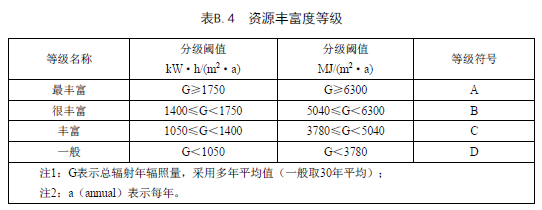 表B.4 资源丰富度等级
等级名称 分级阈值 kW·h/(m²·a) 分级阈值 MJ/(m²·a) 等级符号
最丰富 G≥1750 G≥6300 A
很丰富 1400≤G<1750 5040≤G<6300 B
丰富 1050≤G<1400 3780≤G<5040 C
一般 G<1050 G<3780 D
注1：G表示总辐射年辐照量，采用多年平均值（一般取30年平均）；
注2：a（annual）表示每年。